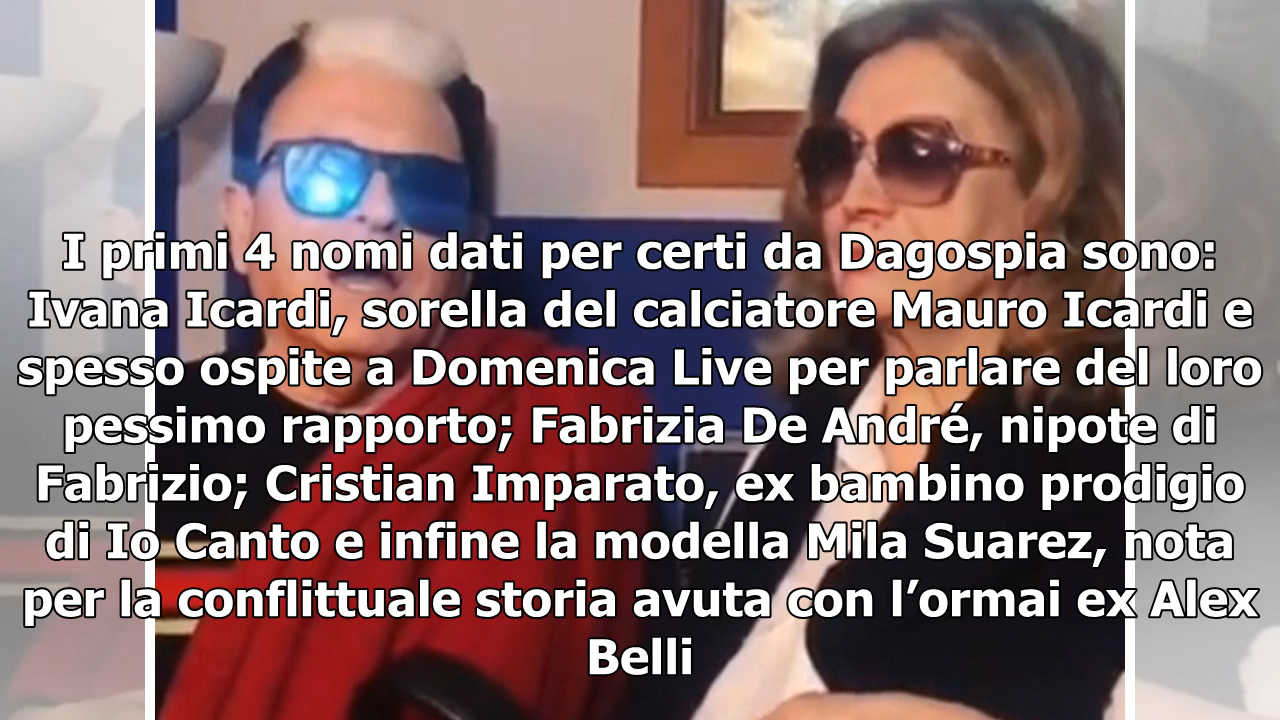 I primi 4 nomi dati per certi da Dagospia sono:
Ivana Icardi, sorella del calciatore Mauro Icardi e
spesso ospite a Domenica Live per parlare del loro
pessimo rapporto; Fabrizia De André, nipote di
Fabrizio; Cristian Imparato, ex bambino prodigio
di Io Canto e infine la modella Mila Suarez, nota
per la conflittuale storia avuta con l’ormai ex Alex
Belli